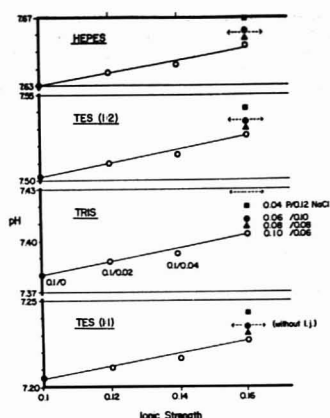 7.67
HEPES
7.63
7.55
TES (1:2)
7.50
7.43
TRIS
0.04 P/0.12 NaCl
0.06 /0.10
0.08 /0.08
0.10 /0.06
pH
7.40
0.1/0
0.1/0.02
0.1/0.04
7.37
7.25
TES (1:1)
(without l.j.)
7.20
0.1
0.12
0.14
0.16
Ionic Strength